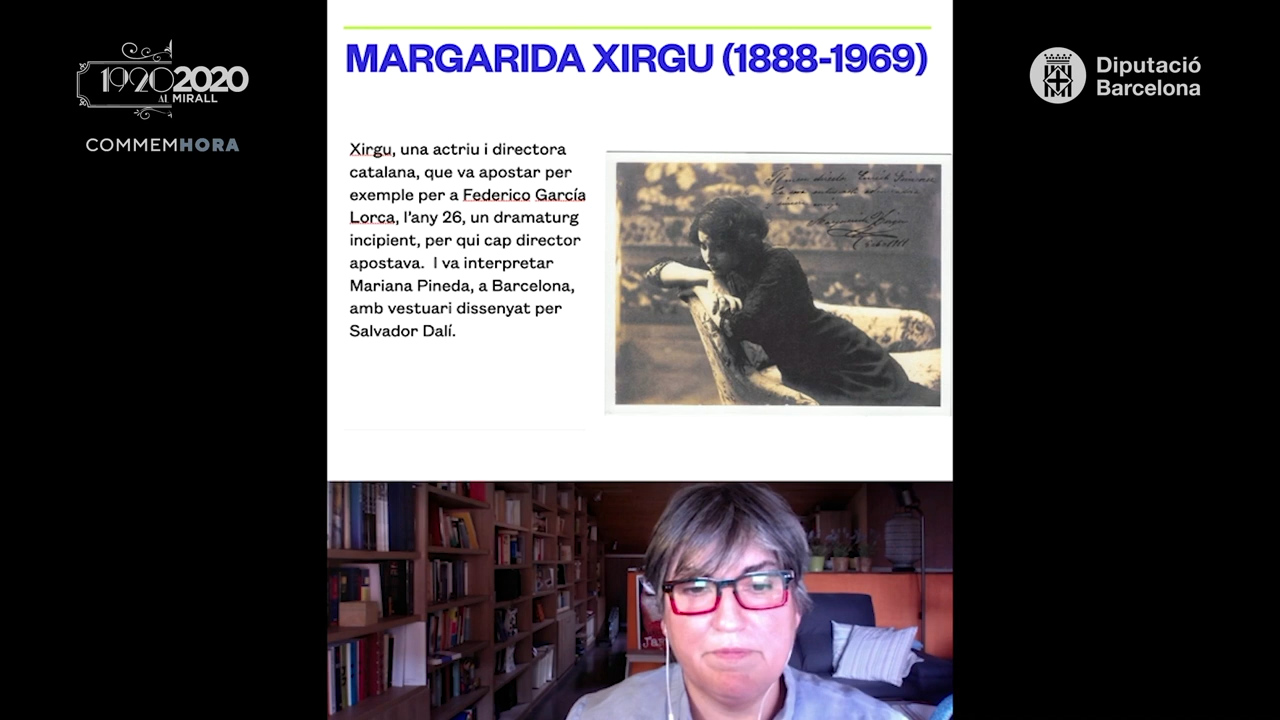 MARGARIDA XIRGU (1888-1969)
1920 2020
AL MIRALL
COMMEMHORA
Diputació
Barcelona
Xirgu, una actriu i directora
catalana, que va apostar per
exemple per a Federico García
Lorca, l'any 26, un dramaturg
incipient, per qui cap director
apostava.  I va interpretar
Mariana Pineda, a Barcelona,
amb vestuari dissenyat per
Salvador Dalí.